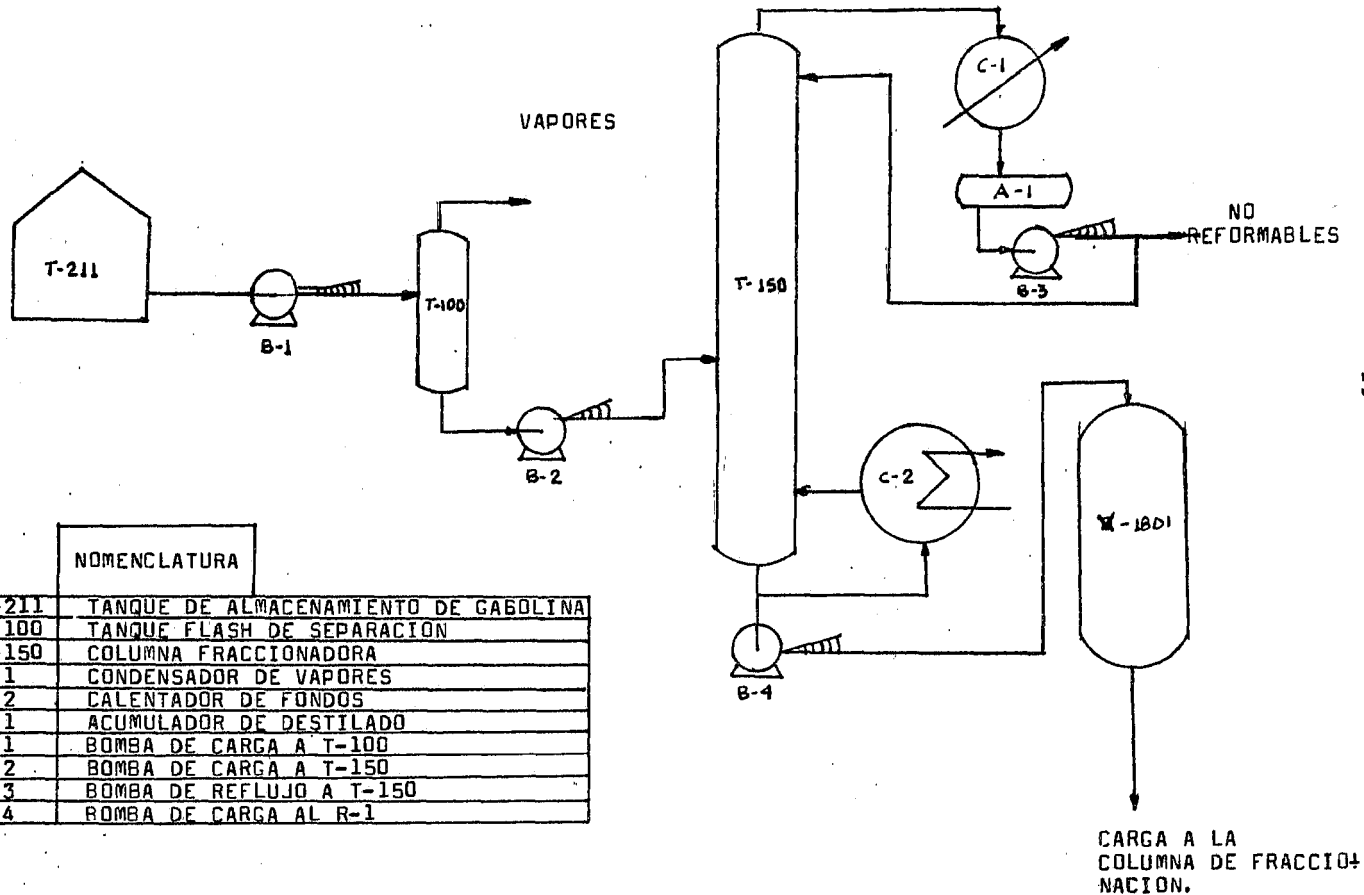 VAPORES
C-1
A-1
NO
REFORMABLES
T-211
T-100
T-150
B-1
B-3
B-2
C-2
-1801
B-4
NOMENCLATURA
211 TANQUE DE ALMACENAMIENTO DE GASOLINA
100 TANQUE FLASH DE SEPARACION
150 COLUMNA FRACCIONADORA
1 CONDENSADOR DE VAPORES
2 CALENTADOR DE FONDOS
1 ACUMULADOR DE DESTILADO
1 BOMBA DE CARGA A T-100
2 BOMBA DE CARGA A T-150
3 BOMBA DE REFLUJO A T-150
4 BOMBA DE CARGA AL R-1
CARGA A LA
COLUMNA DE FRACCIO-
NACION.